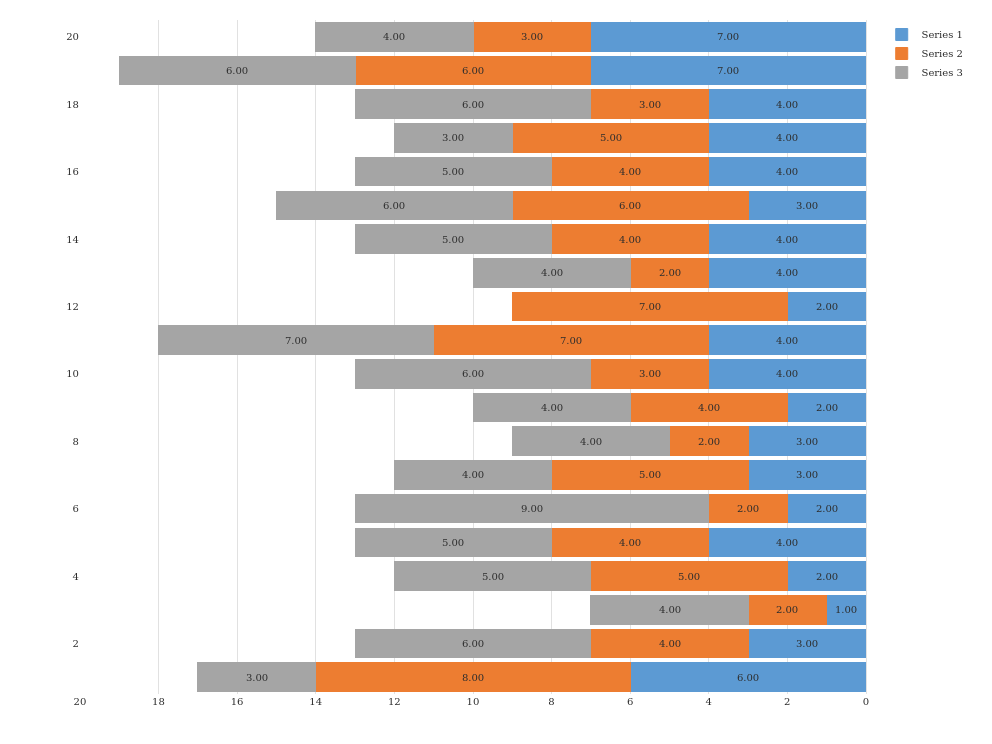 20 4.00 3.00 7.00 Series 1
Series 2
6.00 6.00 7.00 Series 3
18 6.00 3.00 4.00
3.00 5.00 4.00
16 5.00 4.00 4.00
6.00 6.00 3.00
14 5.00 4.00 4.00
4.00 2.00 4.00
12 7.00 2.00
7.00 7.00 4.00
10 6.00 3.00 4.00
4.00 4.00 2.00
8 4.00 2.00 3.00
4.00 5.00 3.00
6 9.00 2.00 2.00
5.00 4.00 4.00
4 5.00 5.00 2.00
4.00 2.00 1.00
2 6.00 4.00 3.00
3.00 8.00 6.00
20 18 16 14 12 10 8 6 4 2 0